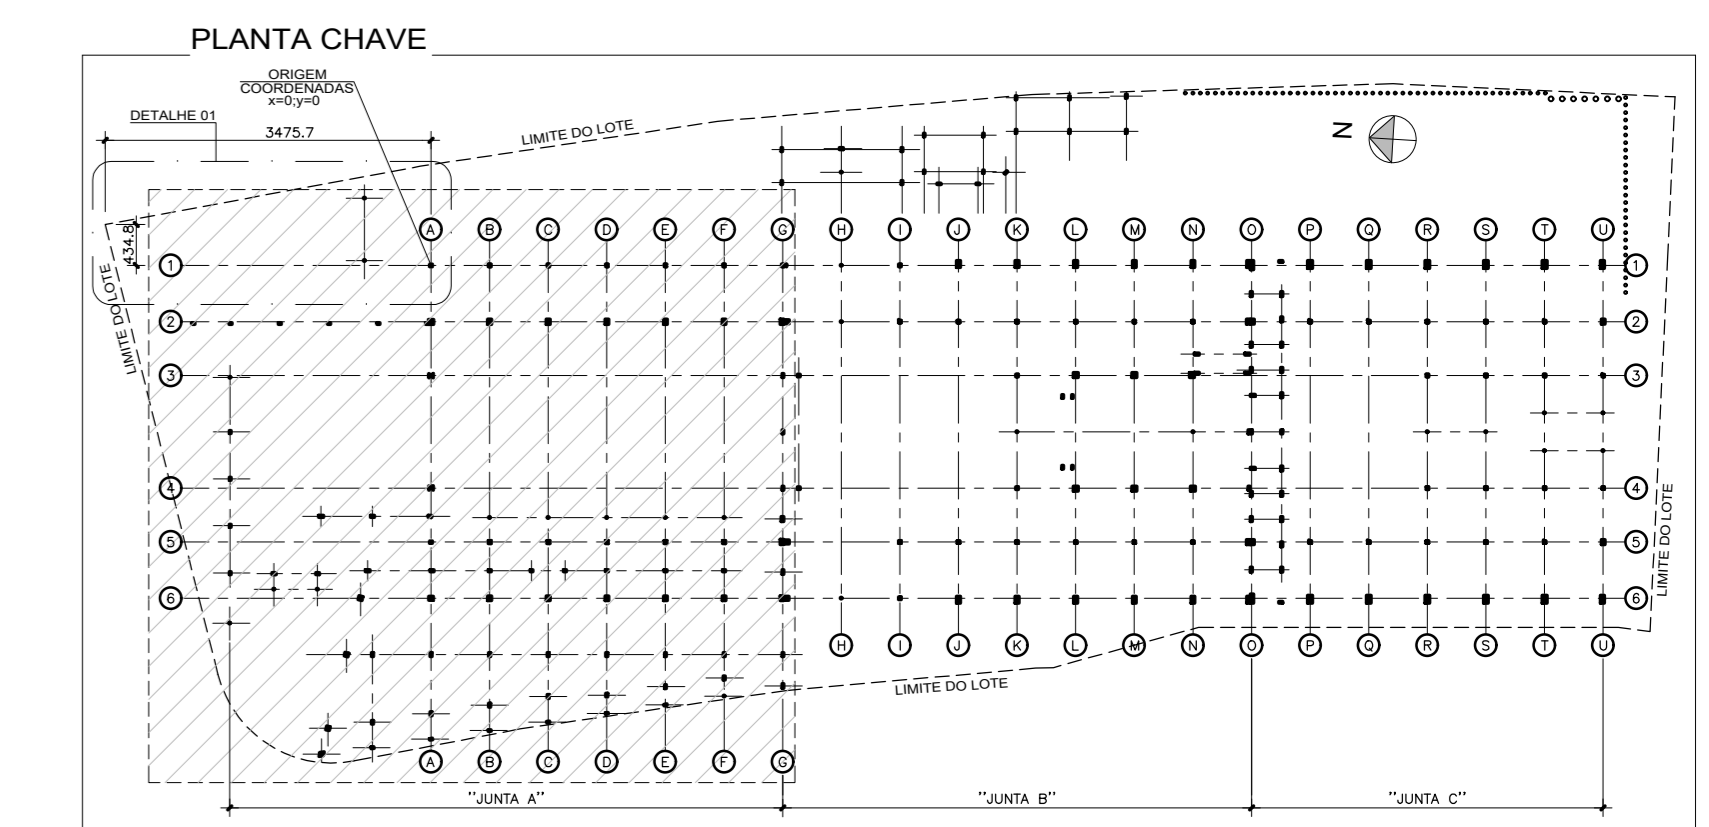 PLANTA CHAVE
ORIGEM
COORDENADAS
x=0;y=0
DETALHE 01
3475.7
LIMITE DO LOTE
N
434.8
A B C D E F G H I J K L M N O P Q R S T U
1 1
2 2
LIMITE DO LOTE
3 3
4 4
LIMITE DO LOTE
5 5
6 6
H I J K L M N O P Q R S T U
LIMITE DO LOTE
A B C D E F G
"JUNTA A" "JUNTA B" "JUNTA C"